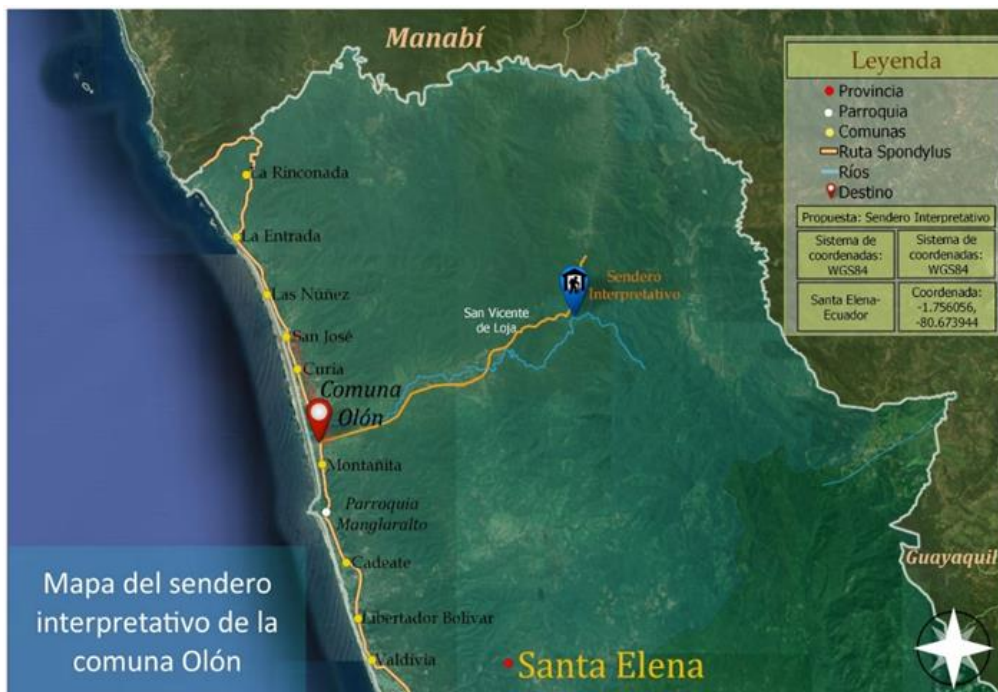 Manabí
Leyenda
Provincia
Parroquia
Comunas
Ruta Spondylus
Ríos
Destino
Propuesta: Sendero Interpretativo
Sistema de
coordenadas:
WGS84
Sistema de
coordenadas:
WGS84
Santa Elena-
Ecuador
Coordenada:
-1.756056,
-80.673944
La Rinconada
La Entrada
Sendero
Interpretativo
Las Núñez
San Vicente
de Loja
San José
Curía
Comuna
Olón
Montañita
Parroquia
Manglaralto
Cadeate
Guayaquil
Libertador Bolívar
Valdivia
Santa Elena
Mapa del sendero
interpretativo de la
comuna Olón